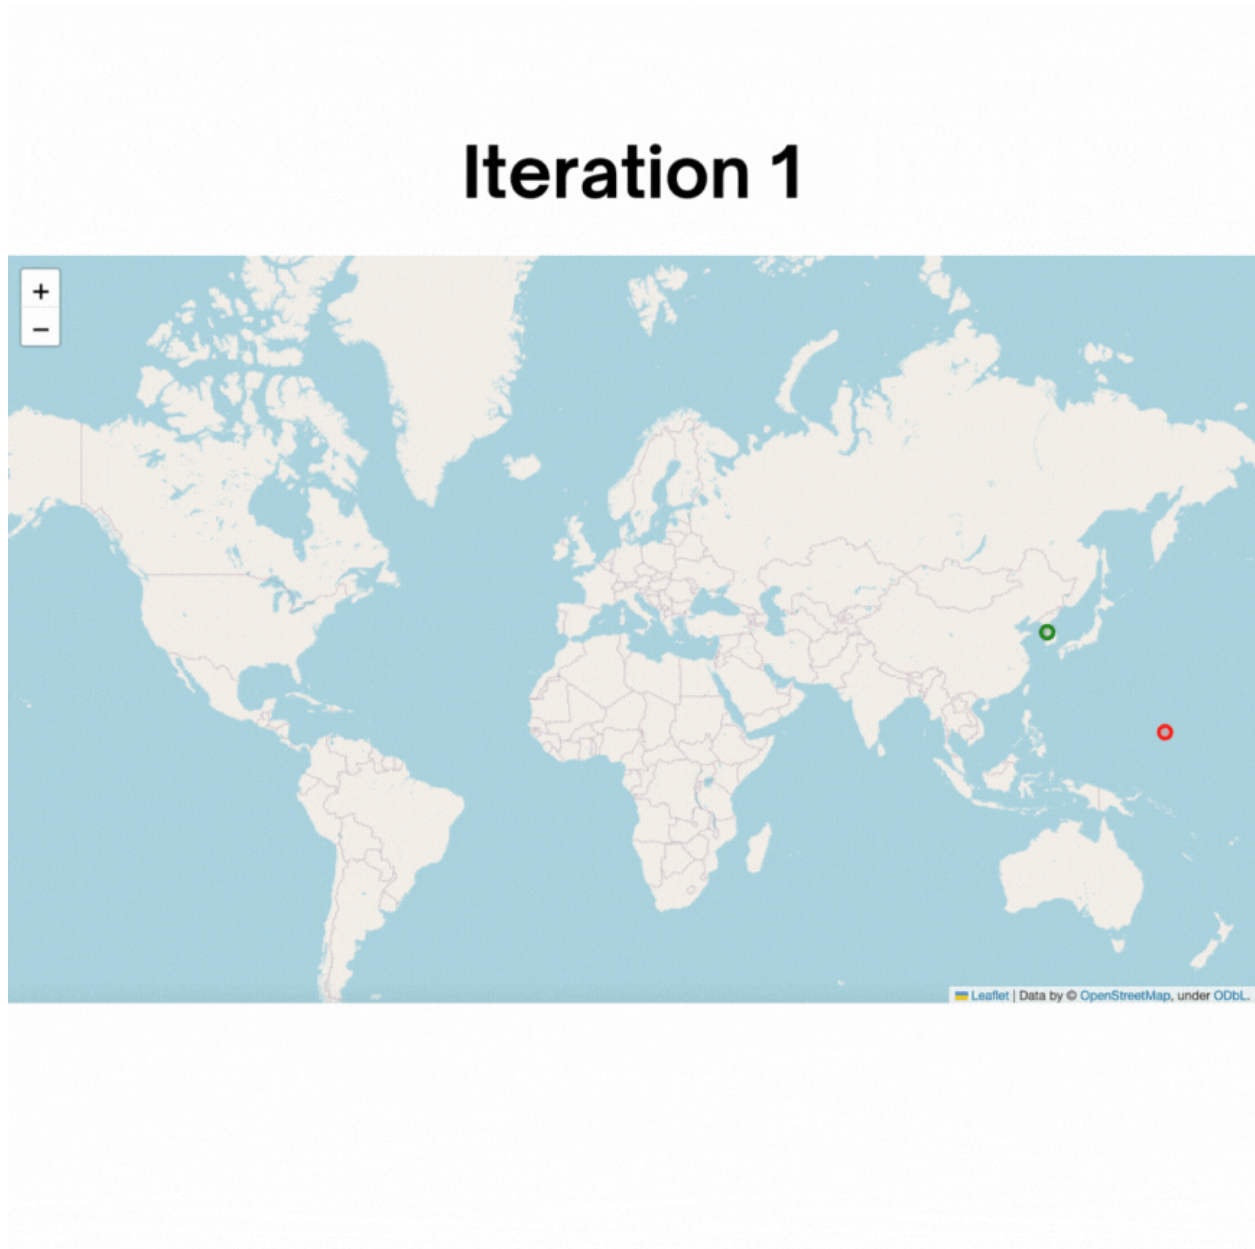 Iteration 1
+
−
Leaflet | Data by © OpenStreetMap, under ODbL.